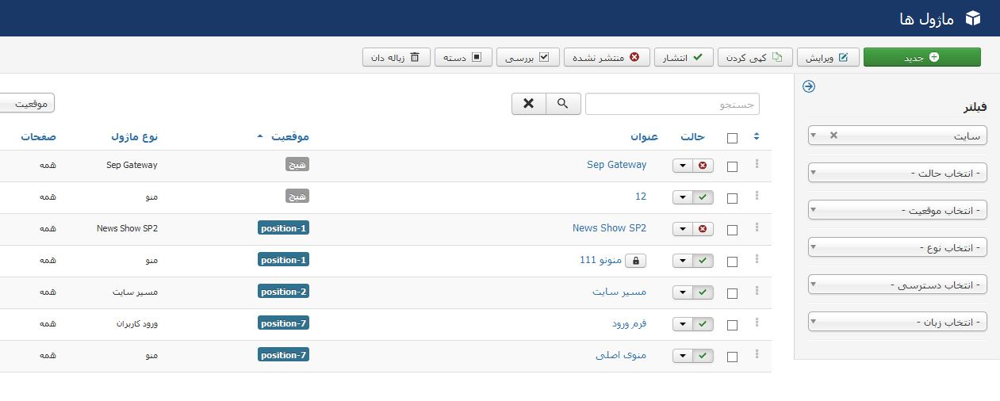 ماژول ها
جدید ویرایش کپی کردن انتشار منتشر نشده بررسی دسته زباله دان
فیلتر
سایت
- انتخاب حالت -
- انتخاب موقعیت -
- انتخاب نوع -
- انتخاب دسترسی -
- انتخاب زبان -
جستجو موقعیت
حالت عنوان موقعیت نوع ماژول صفحات
Sep Gateway هیچ Sep Gateway همه
12 هیچ منو همه
News Show SP2 position-1 News Show SP2 همه
منونو 111 position-1 منو همه
مسیر سایت position-2 مسیر سایت همه
فرم ورود position-7 ورود کاربران همه
منوی اصلی position-7 منو همه